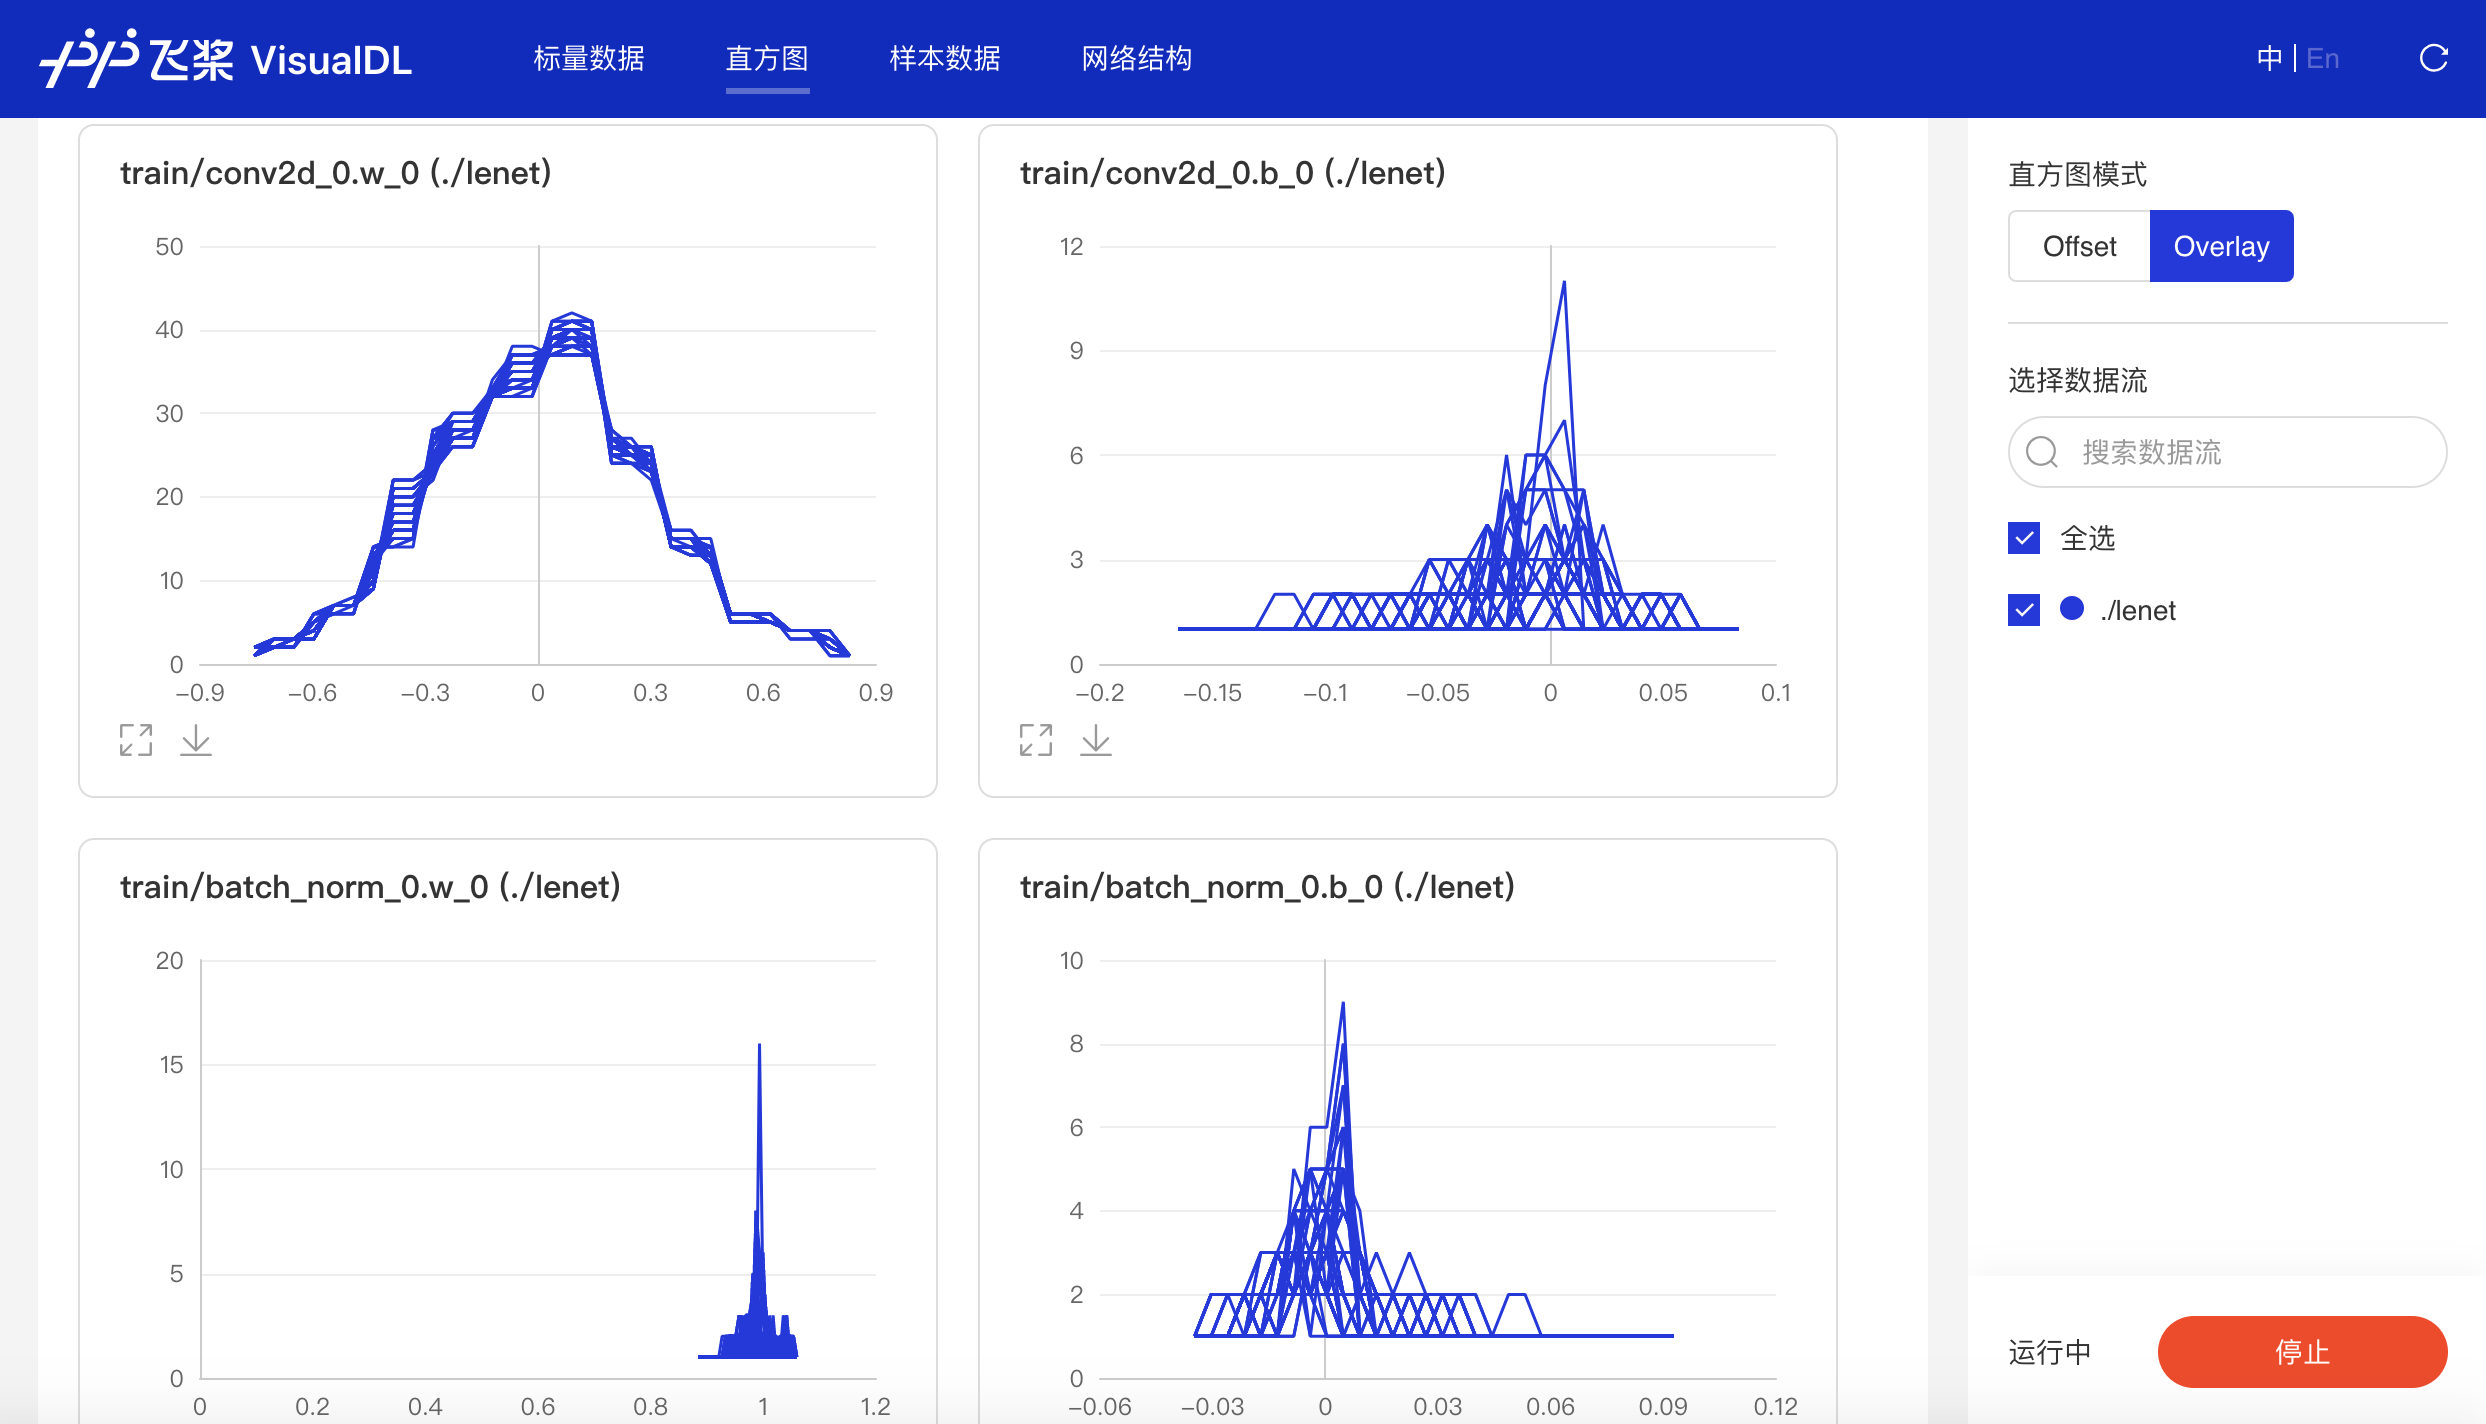 飞桨 VisualDL 标量数据 直方图 样本数据 网络结构 中 | En
train/conv2d_0.w_0 (./lenet)
50
40
30
20
10
0
−0.9 −0.6 −0.3 0 0.3 0.6 0.9
train/conv2d_0.b_0 (./lenet)
12
9
6
3
0
−0.2 −0.15 −0.1 −0.05 0 0.05 0.1
train/batch_norm_0.w_0 (./lenet)
20
15
10
5
0
0 0.2 0.4 0.6 0.8 1 1.2
train/batch_norm_0.b_0 (./lenet)
10
8
6
4
2
0
−0.06 −0.03 0 0.03 0.06 0.09 0.12
直方图模式
Offset Overlay
选择数据流
搜索数据流
全选
./lenet
运行中 停止